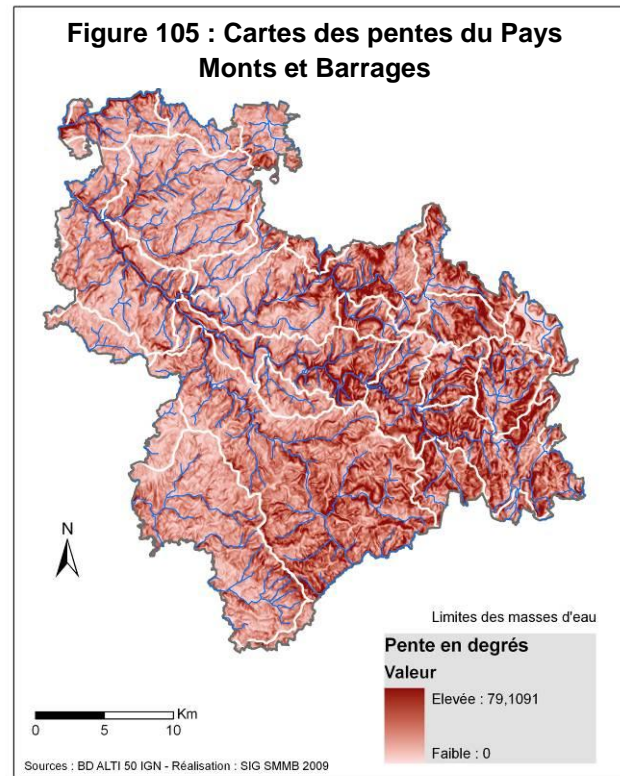 Figure 105 : Cartes des pentes du Pays
Monts et Barrages
N
Limites des masses d'eau
Pente en degrés
Valeur
Elevée : 79,1091
Faible : 0
Km
0 5 10
Sources : BD ALTI 50 IGN - Réalisation : SIG SMMB 2009